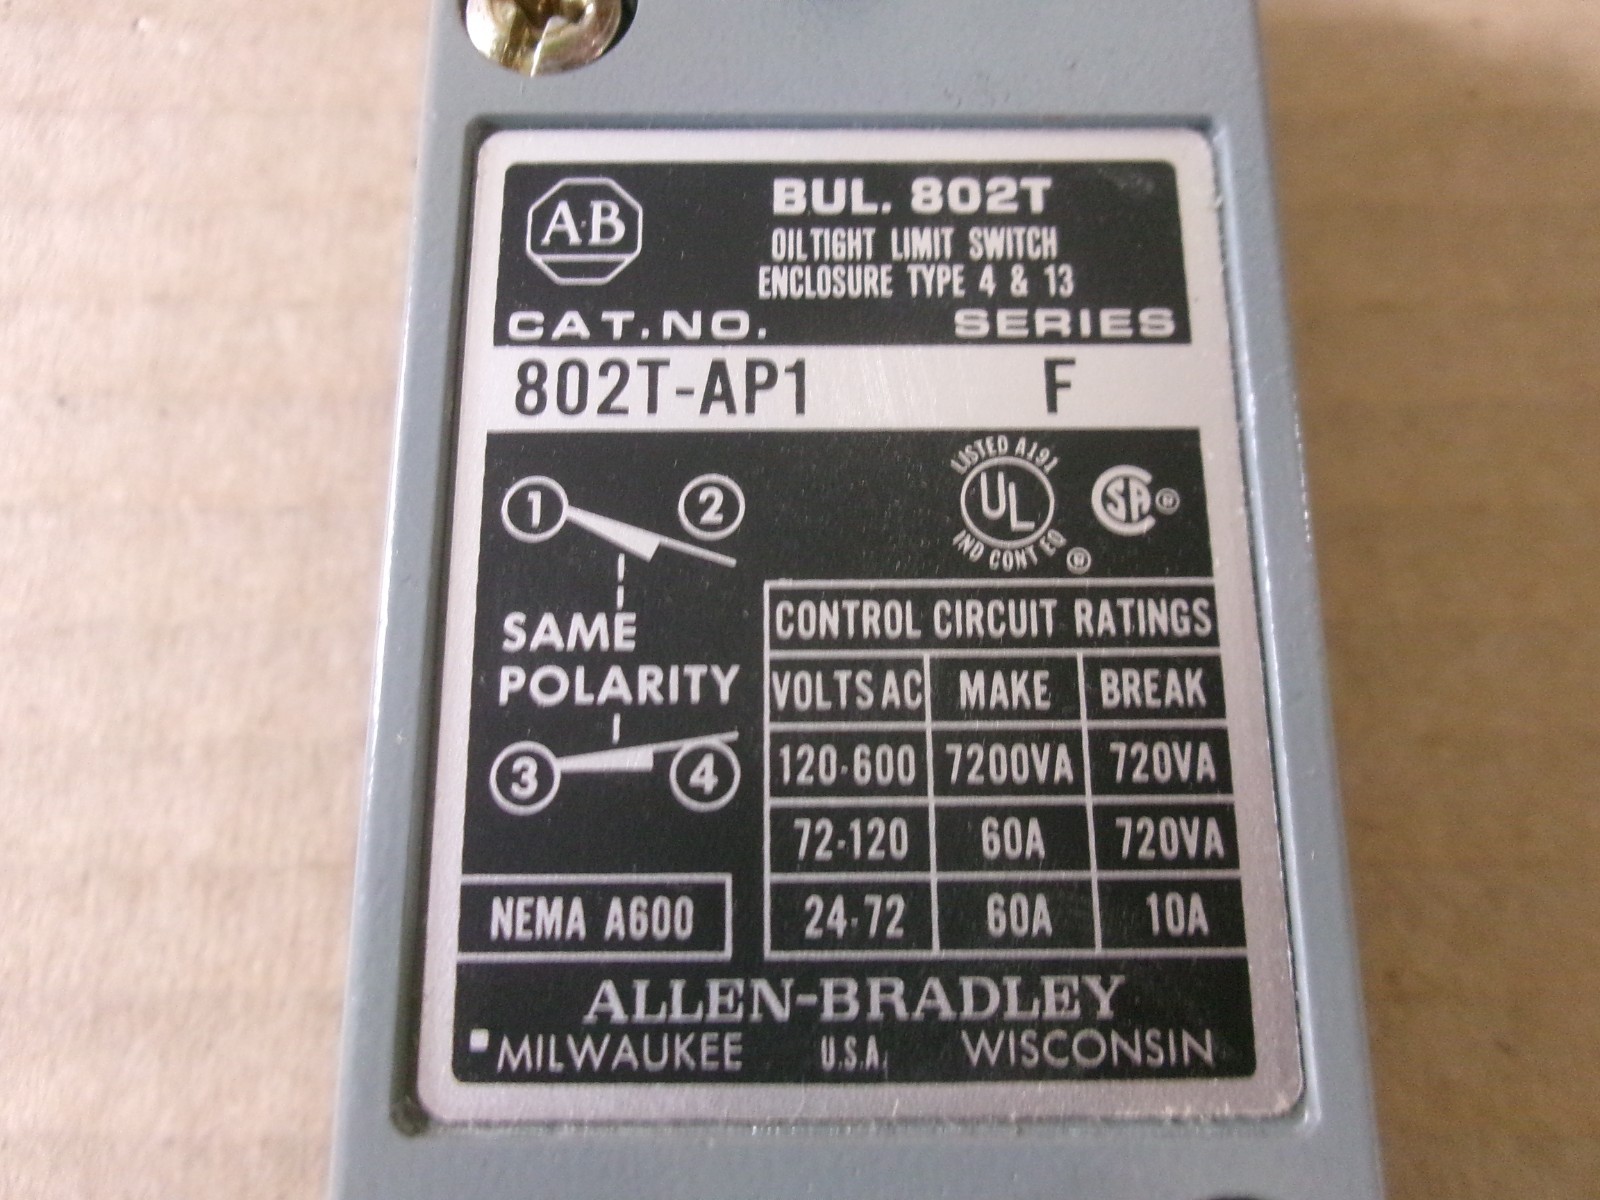 A·B
BUL. 802T
OILTIGHT LIMIT SWITCH
ENCLOSURE TYPE 4 & 13
CAT. NO. SERIES
802T-AP1 F
LISTED A191
UL
IND CONT EQ ®
SA ®
1 2
SAME
POLARITY
3 4
NEMA A600
CONTROL CIRCUIT RATINGS
VOLTS AC MAKE BREAK
120-600 7200VA 720VA
72-120 60A 720VA
24-72 60A 10A
ALLEN-BRADLEY
MILWAUKEE U.S.A. WISCONSIN